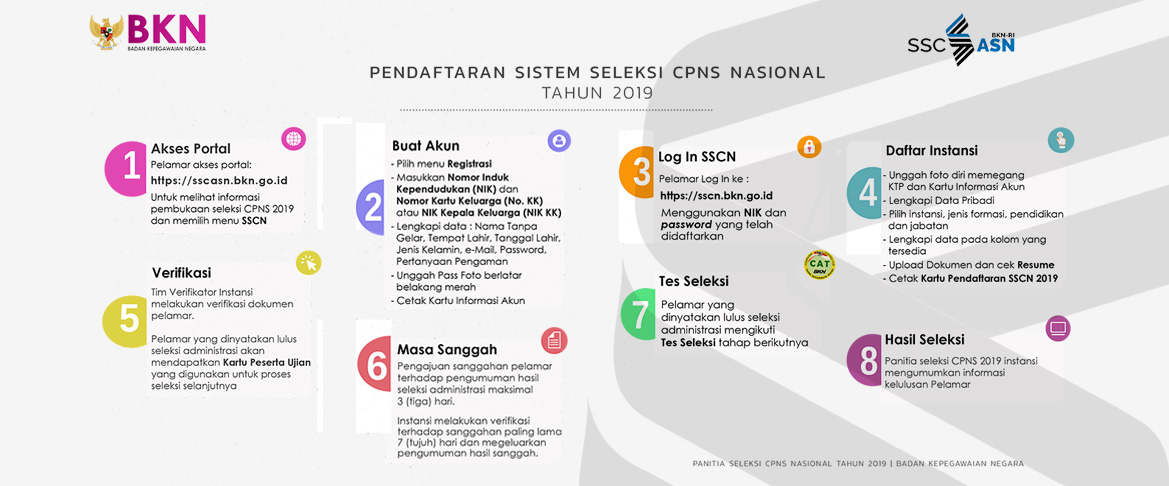 BKN
BADAN KEPEGAWAIAN NEGARA
SSC ASN
BKN-RI
PENDAFTARAN SISTEM SELEKSI CPNS NASIONAL
TAHUN 2019
1
Akses Portal
Pelamar akses portal:
https://sscasn.bkn.go.id
Untuk melihat informasi
pembukaan seleksi CPNS 2019
dan memilih menu SSCN
2
Buat Akun
- Pilih menu Registrasi
- Masukkan Nomor Induk
Kependudukan (NIK) dan
Nomor Kartu Keluarga (No. KK)
atau NIK Kepala Keluarga (NIK KK)
- Lengkapi data : Nama Tanpa
Gelar, Tempat Lahir, Tanggal Lahir,
Jenis Kelamin, e-Mail, Password,
Pertanyaan Pengaman
- Unggah Pass Foto berlatar
belakang merah
- Cetak Kartu Informasi Akun
3
Log In SSCN
Pelamar Log In ke :
https://sscn.bkn.go.id
Menggunakan NIK dan
password yang telah
didaftarkan
4
Daftar Instansi
- Unggah foto diri memegang
KTP dan Kartu Informasi Akun
- Lengkapi Data Pribadi
- Pilih instansi, jenis formasi, pendidikan
dan jabatan
- Lengkapi data pada kolom yang
tersedia
- Upload Dokumen dan cek Resume
- Cetak Kartu Pendaftaran SSCN 2019
5
Verifikasi
Tim Verifikator Instansi
melakukan verifikasi dokumen
pelamar.
Pelamar yang dinyatakan lulus
seleksi administrasi akan
mendapatkan Kartu Peserta Ujian
yang digunakan untuk proses
seleksi selanjutnya
6
Masa Sanggah
Pengajuan sanggahan pelamar
terhadap pengumuman hasil
seleksi administrasi maksimal
3 (tiga) hari.
Instansi melakukan verifikasi
terhadap sanggahan paling lama
7 (tujuh) hari dan megeluarkan
pengumuman hasil sanggah.
CAT
BKN
7
Tes Seleksi
Pelamar yang
dinyatakan lulus seleksi
administrasi mengikuti
Tes Seleksi tahap berikutnya
8
Hasil Seleksi
Panitia seleksi CPNS 2019 instansi
mengumumkan informasi
kelulusan Pelamar
PANITIA SELEKSI CPNS NASIONAL TAHUN 2019 | BADAN KEPEGAWAIAN NEGARA